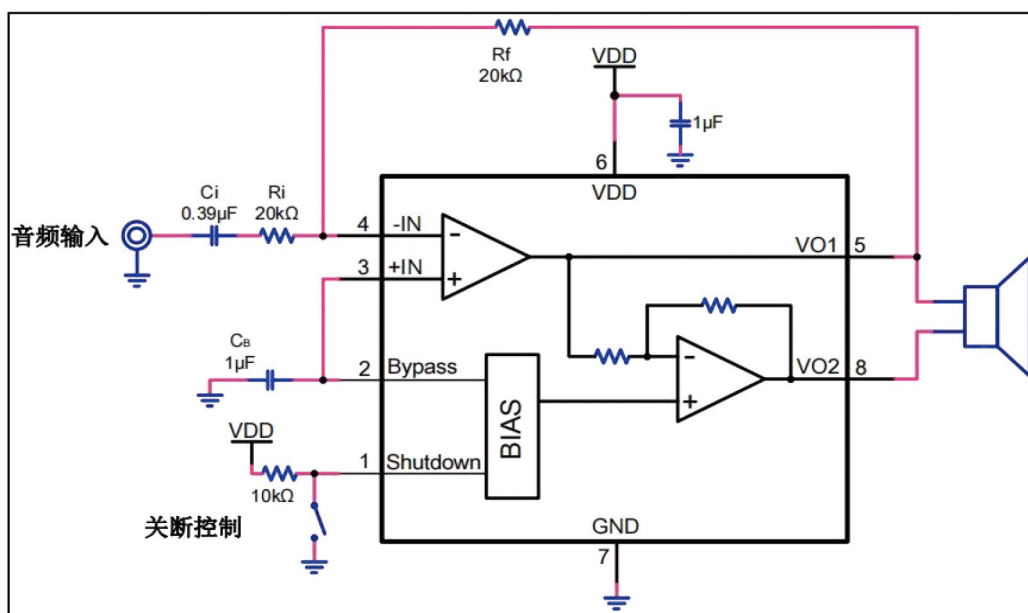 Rf
20kΩ
VDD
1μF
6
VDD
Ci
0.39μF
Ri
20kΩ
音频输入
4
-IN
-
3
+IN
+
VO1
5
CB
1μF
2
Bypass
-
+
VO2
8
BIAS
VDD
10kΩ
1
Shutdown
关断控制
GND
7